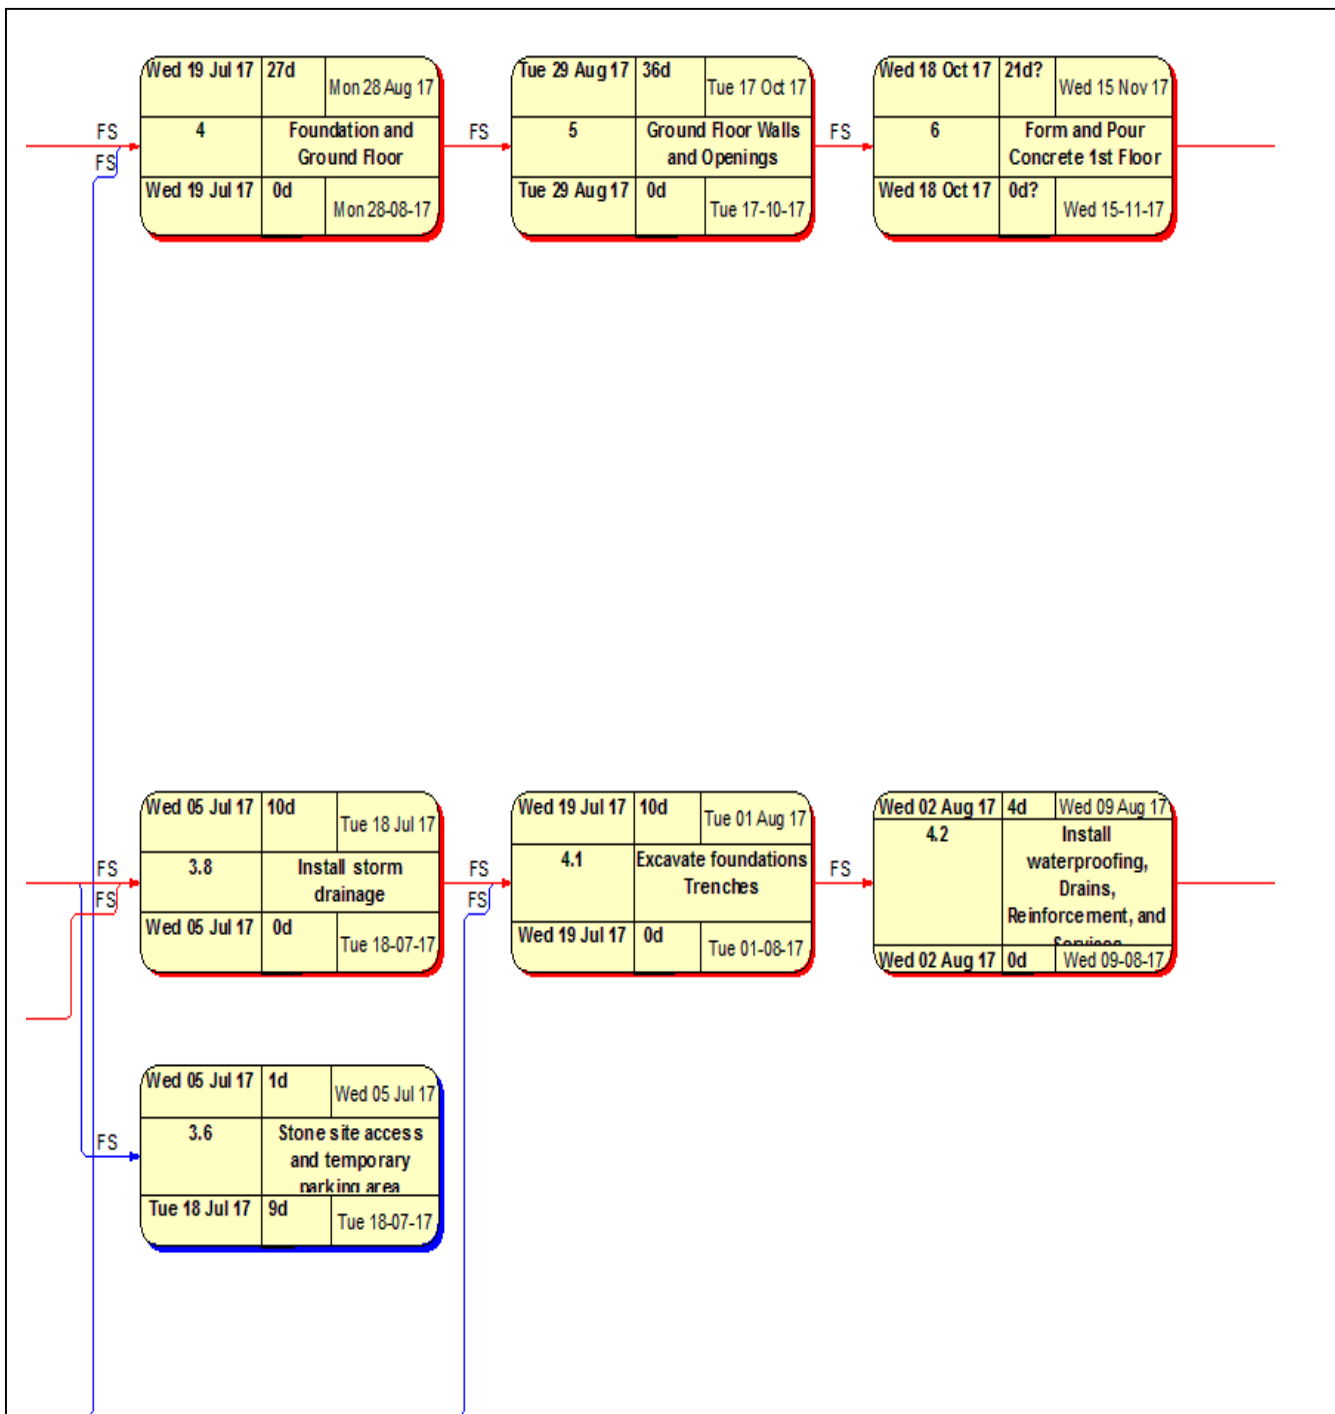 Wed 19 Jul 17 27d Mon 28 Aug 17
FS 4 Foundation and
Ground Floor
FS
Wed 19 Jul 17 0d Mon 28-08-17
Tue 29 Aug 17 36d Tue 17 Oct 17
FS 5 Ground Floor Walls
and Openings
Tue 29 Aug 17 0d Tue 17-10-17
Wed 18 Oct 17 21d? Wed 15 Nov 17
FS 6 Form and Pour
Concrete 1st Floor
Wed 18 Oct 17 0d? Wed 15-11-17
Wed 05 Jul 17 10d Tue 18 Jul 17
FS 3.8 Install storm
drainage
FS
Wed 05 Jul 17 0d Tue 18-07-17
Wed 19 Jul 17 10d Tue 01 Aug 17
FS 4.1 Excavate foundations
Trenches
FS
Wed 19 Jul 17 0d Tue 01-08-17
Wed 02 Aug 17 4d Wed 09 Aug 17
FS 4.2 Install
waterproofing,
Drains,
Reinforcement, and
Services
Wed 02 Aug 17 0d Wed 09-08-17
Wed 05 Jul 17 1d Wed 05 Jul 17
FS 3.6 Stone site access
and temporary
parking area
Tue 18 Jul 17 9d Tue 18-07-17